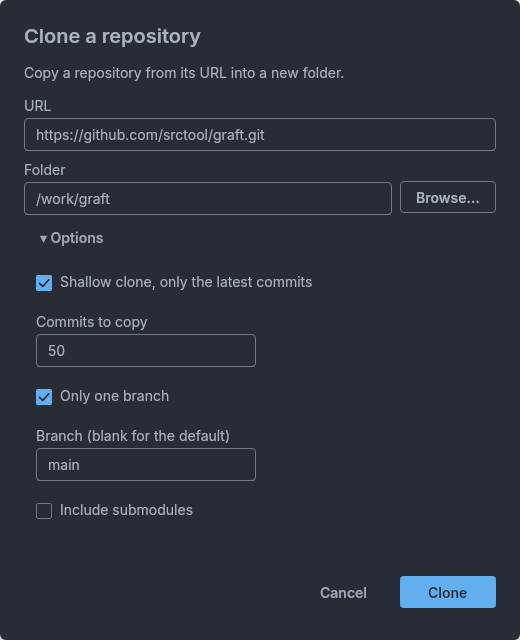 Clone a repository
Copy a repository from its URL into a new folder.
URL
https://github.com/srctool/graft.git
Folder
/work/graft
Browse...
▾ Options
Shallow clone, only the latest commits
Commits to copy
50
Only one branch
Branch (blank for the default)
main
Include submodules
Cancel
Clone